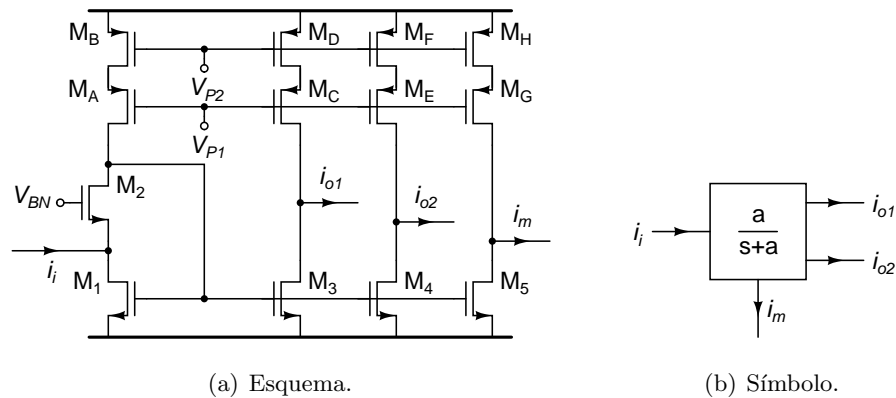 M_B M_D M_F M_H
V_P2
M_A M_C M_E M_G
V_P1
V_BN M_2
i_o1
i_o2
i_m
i_i
M_1 M_3 M_4 M_5
i_i
a
s+a
i_o1
i_o2
i_m
(a) Esquema.
(b) Símbolo.